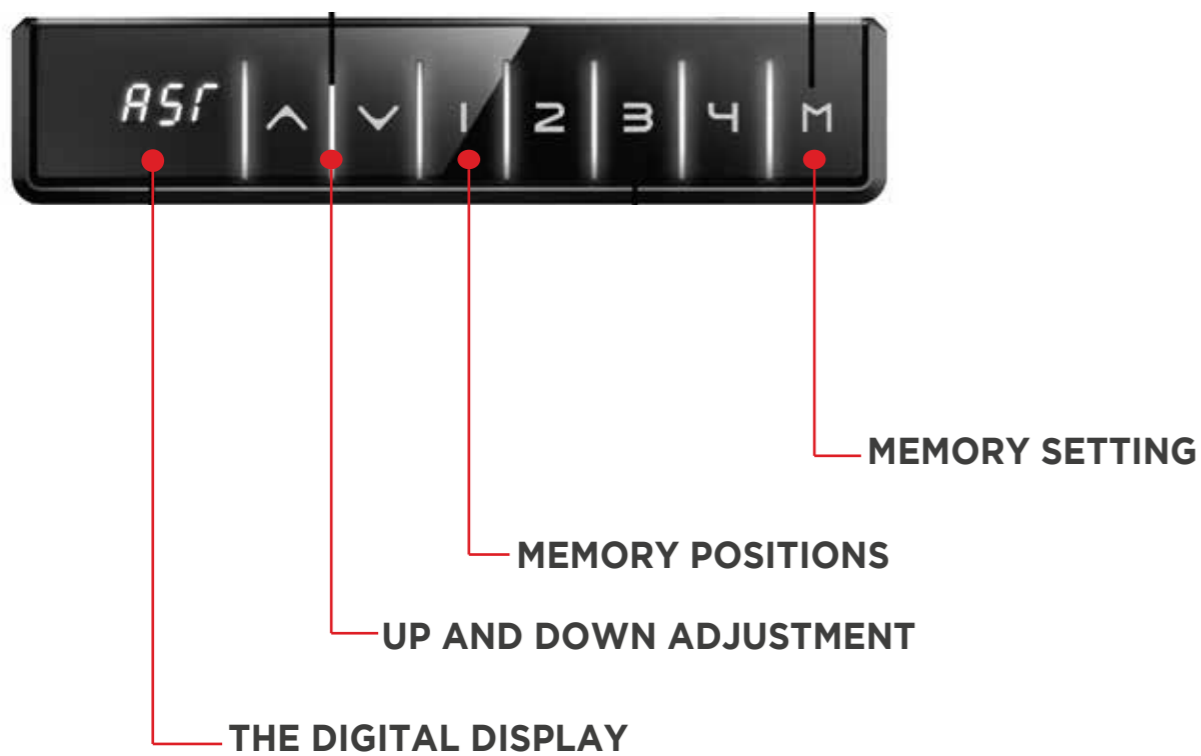 ASr 1 2 3 4 M
MEMORY SETTING
MEMORY POSITIONS
UP AND DOWN ADJUSTMENT
THE DIGITAL DISPLAY